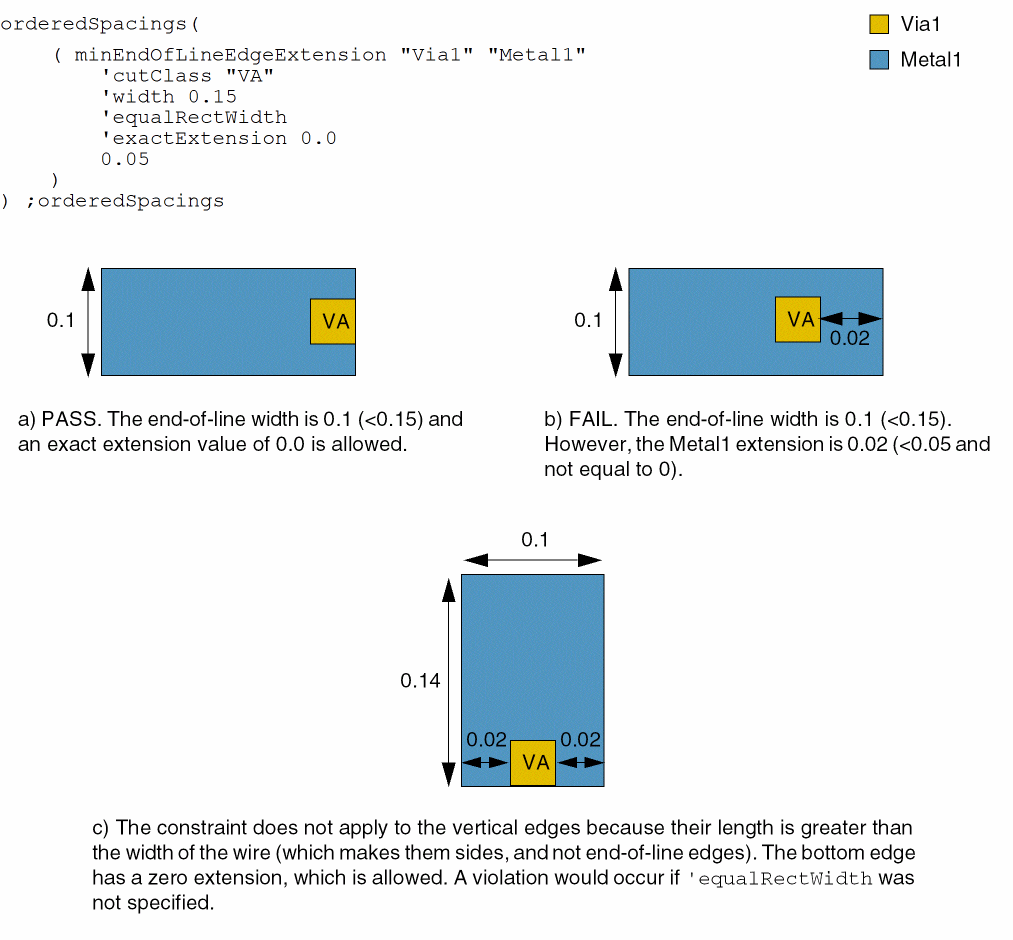 orderedSpacings(
( minEndOfLineEdgeExtension "Via1" "Metal1"
'cutClass "VA"
'width 0.15
'equalRectWidth
'exactExtension 0.0
0.05
)
) ;orderedSpacings
Via1
Metal1
0.1
VA
0.1
VA
0.02
a) PASS. The end-of-line width is 0.1 (<0.15) and
an exact extension value of 0.0 is allowed.
b) FAIL. The end-of-line width is 0.1 (<0.15).
However, the Metal1 extension is 0.02 (<0.05 and
not equal to 0).
0.1
0.14
0.02
0.02
VA
c) The constraint does not apply to the vertical edges because their length is greater than
the width of the wire (which makes them sides, and not end-of-line edges). The bottom edge
has a zero extension, which is allowed. A violation would occur if 'equalRectWidth was
not specified.